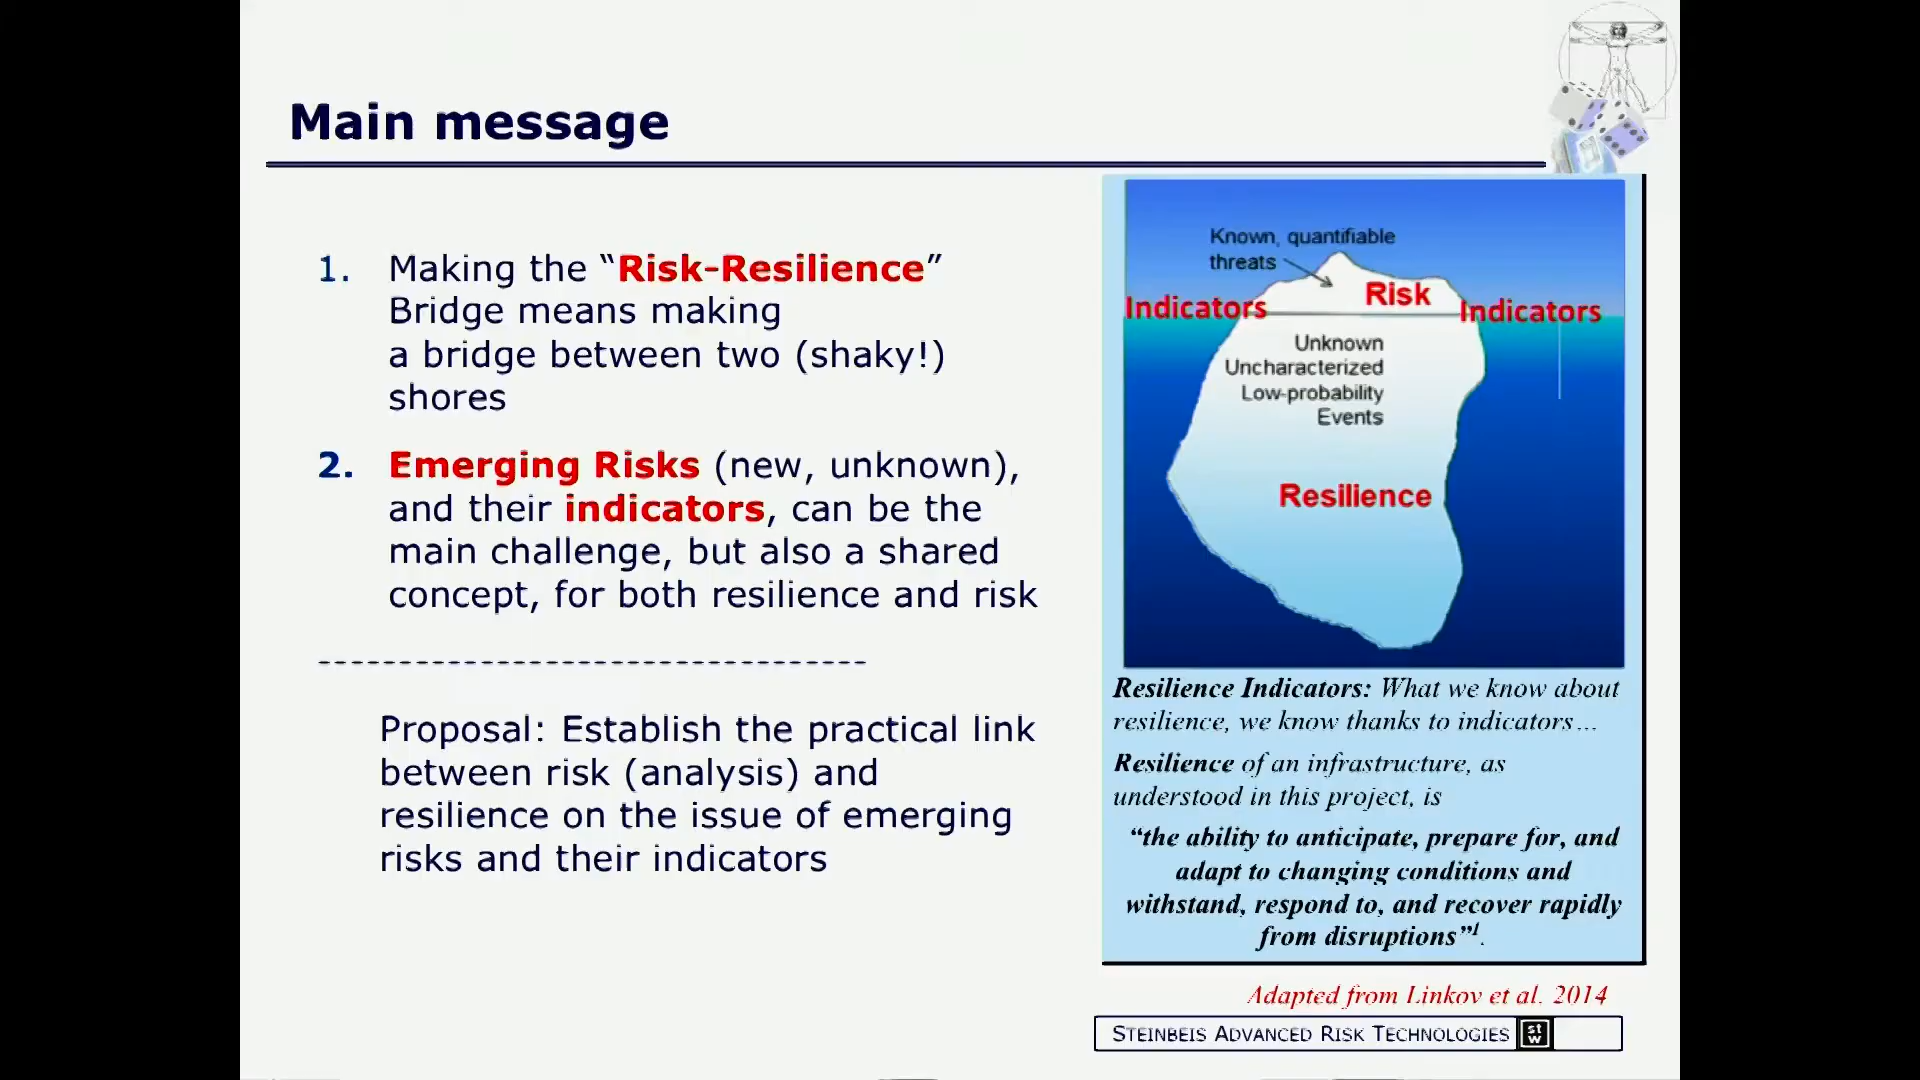 Main message
1. Making the “Risk-Resilience”
Bridge means making
a bridge between two (shaky!)
shores
2. Emerging Risks (new, unknown),
and their indicators, can be the
main challenge, but also a shared
concept, for both resilience and risk
----------------------------------
Proposal: Establish the practical link
between risk (analysis) and
resilience on the issue of emerging
risks and their indicators
Known, quantifiable
threats
Indicators Risk Indicators
Unknown
Uncharacterized
Low-probability
Events
Resilience
Resilience Indicators: What we know about
resilience, we know thanks to indicators...
Resilience of an infrastructure, as
understood in this project, is
“the ability to anticipate, prepare for, and
adapt to changing conditions and
withstand, respond to, and recover rapidly
from disruptions”1.
Adapted from Linkov et al. 2014
STEINBEIS ADVANCED RISK TECHNOLOGIES
st
w